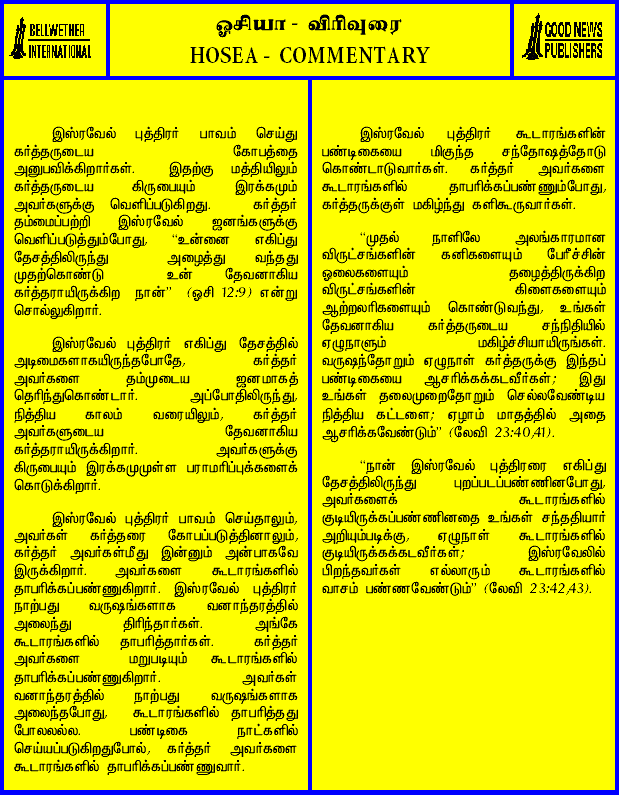 BELLWETHER
INTERNATIONAL
ஓசியா - விரிவுரை
HOSEA - COMMENTARY
GOOD NEWS
PUBLISHERS
இஸ்ரவேல் புத்திரர் பாவம் செய்து
கர்த்தருடைய கோபத்தை
அனுபவிக்கிறார்கள். இதற்கு மத்தியிலும்
கர்த்தருடைய கிருபையும் இரக்கமும்
அவர்களுக்கு வெளிப்படுகிறது. கர்த்தர்
தம்மைப்பற்றி இஸ்ரவேல் ஜனங்களுக்கு
வெளிப்படுத்தும்போது, “உன்னை எகிப்து
தேசத்திலிருந்து அழைத்து வந்தது
முதற்கொண்டு உன் தேவனாகிய
கர்த்தராயிருக்கிற நான்” (ஓசி 12:9) என்று
சொல்லுகிறார்.
இஸ்ரவேல் புத்திரர் எகிப்து தேசத்தில்
அடிமைகளாகயிருந்தபோதே, கர்த்தர்
அவர்களை தம்முடைய ஜனமாகத்
தெரிந்துகொண்டார். அப்போதிலிருந்து,
நித்திய காலம் வரையிலும், கர்த்தர்
அவர்களுடைய தேவனாகிய
கர்த்தராயிருக்கிறார். அவர்களுக்கு
கிருபையும் இரக்கமுமுள்ள பராமரிப்புக்களைக்
கொடுக்கிறார்.
இஸ்ரவேல் புத்திரர் பாவம் செய்தாலும்,
அவர்கள் கர்த்தரை கோபப்படுத்தினாலும்,
கர்த்தர் அவர்கள்மீது இன்னும் அன்பாகவே
இருக்கிறார். அவர்களை கூடாரங்களில்
தாபரிக்கப்பண்ணுகிறார். இஸ்ரவேல் புத்திரர்
நாற்பது வருஷங்களாக வனாந்தரத்தில்
அலைந்து திரிந்தார்கள். அங்கே
கூடாரங்களில் தாபரித்தார்கள். கர்த்தர்
அவர்களை மறுபடியும் கூடாரங்களில்
தாபரிக்கப்பண்ணுகிறார். அவர்கள்
வனாந்தரத்தில் நாற்பது வருஷங்களாக
அலைந்தபோது, கூடாரங்களில் தாபரித்தது
போலலல்ல. பண்டிகை நாட்களில்
செய்யப்படுகிறதுபோல், கர்த்தர் அவர்களை
கூடாரங்களில் தாபரிக்கப்பண்ணுவார்.
இஸ்ரவேல் புத்திரர் கூடாரங்களின்
பண்டிகையை மிகுந்த சந்தோஷத்தோடு
கொண்டாடுவார்கள். கர்த்தர் அவர்களை
கூடாரங்களில் தாபரிக்கப்பண்ணும்போது,
கர்த்தருக்குள் மகிழ்ந்து களிகூருவார்கள்.
“முதல் நாளிலே அலங்காரமான
விருட்சங்களின் கனிகளையும் பேரீச்சின்
ஓலைகளையும் தழைத்திருக்கிற
விருட்சங்களின் கிளைகளையும்
ஆற்றலரிகளையும் கொண்டுவந்து, உங்கள்
தேவனாகிய கர்த்தருடைய சந்நிதியில்
ஏழுநாளும் மகிழ்ச்சியாயிருங்கள்.
வருஷந்தோறும் ஏழுநாள் கர்த்தருக்கு இந்தப்
பண்டிகையை ஆசரிக்கக்கடவீர்கள்; இது
உங்கள் தலைமுறைதோறும் செல்லவேண்டிய
நித்திய கட்டளை; ஏழாம் மாதத்தில் அதை
ஆசரிக்கவேண்டும்” (லேவி 23:40,41).
“நான் இஸ்ரவேல் புத்திரரை எகிப்து
தேசத்திலிருந்து புறப்படப்பண்ணினபோது,
அவர்களைக் கூடாரங்களில்
குடியிருக்கப்பண்ணினதை உங்கள் சந்ததியார்
அறியும்படிக்கு, ஏழுநாள் கூடாரங்களில்
குடியிருக்கக்கடவீர்கள்; இஸ்ரவேலில்
பிறந்தவர்கள் எல்லாரும் கூடாரங்களில்
வாசம் பண்ணவேண்டும்” (லேவி 23:42,43).